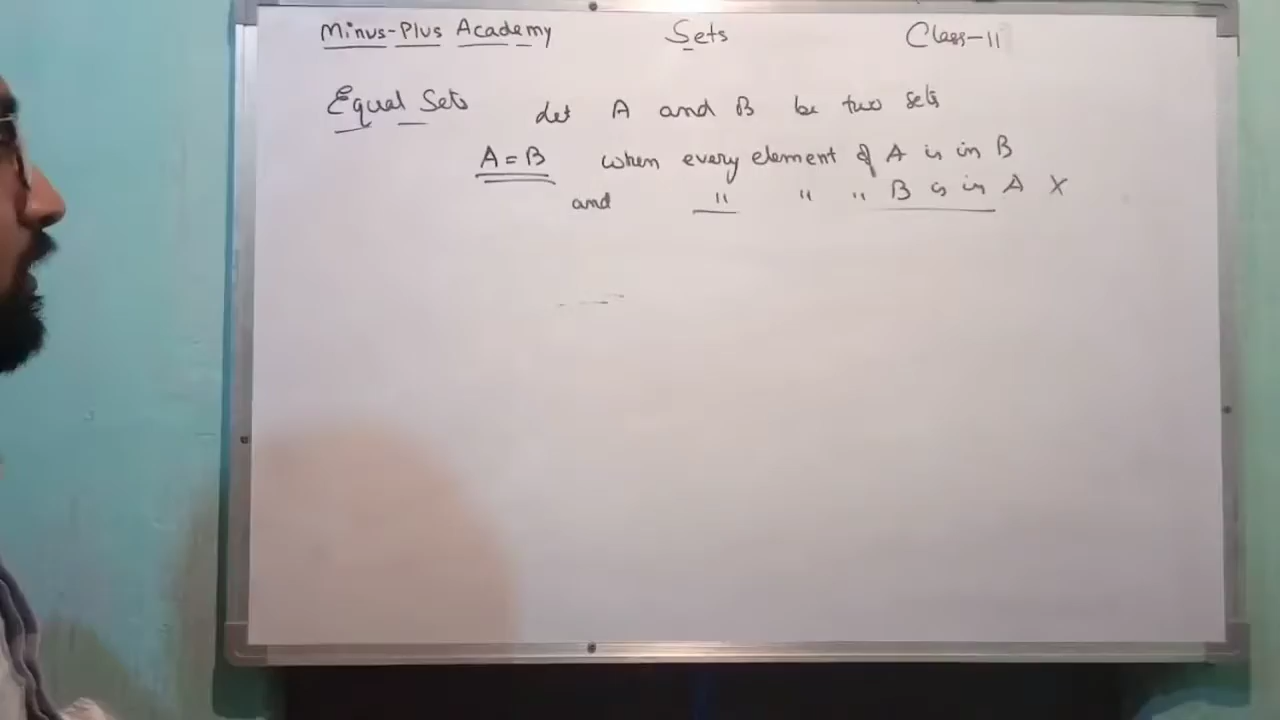 Minus-Plus Academy Sets Class-11
Equal Sets Let A and B be two sets
A = B when every element of A is in B
and " " " B is in A X